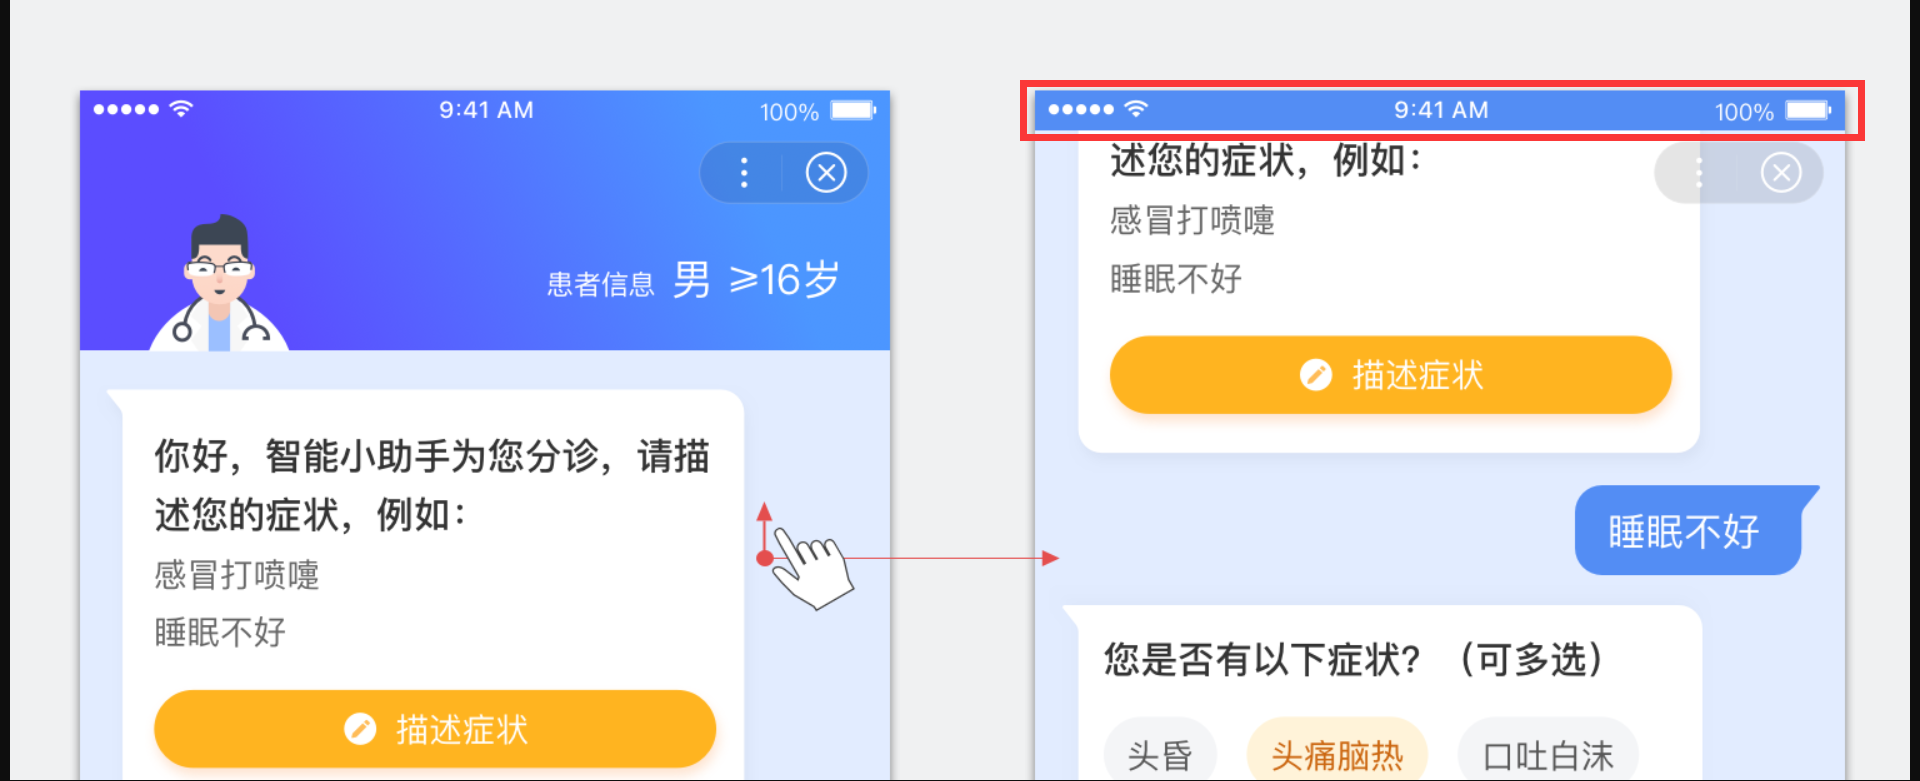 9:41 AM
100%
患者信息 男 ≥16岁
你好，智能小助手为您分诊，请描
述您的症状，例如：
感冒打喷嚏
睡眠不好
描述症状
9:41 AM
100%
述您的症状，例如：
感冒打喷嚏
睡眠不好
描述症状
睡眠不好
您是否有以下症状？（可多选）
头昏 头痛脑热 口吐白沫